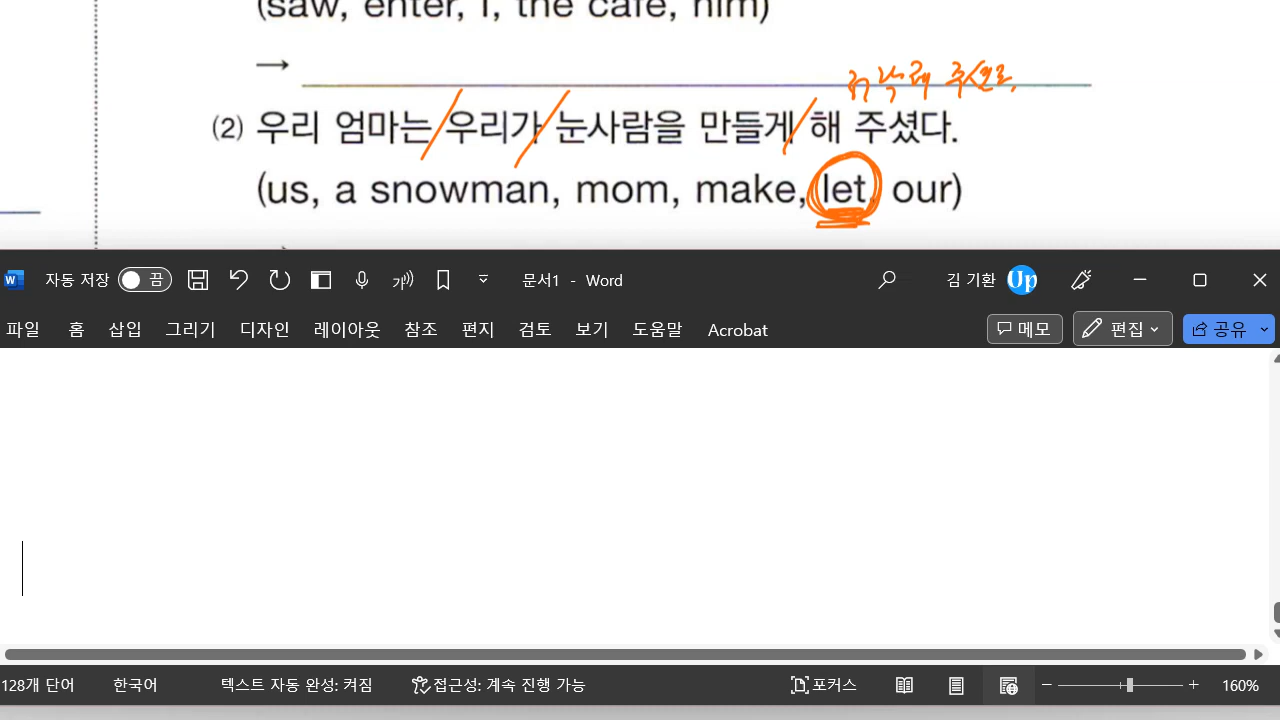 (saw, enter, I, the cafe, him)
→
(2) 우리 엄마는 우리가 눈사람을 만들게 해 주셨다.
(us, a snowman, mom, make, let, our)
자동 저장 끔 가 문서1 - Word 김 기환 Up
파일 홈 삽입 그리기 디자인 레이아웃 참조 편지 검토 보기 도움말 Acrobat 메모 편집 공유
128개 단어 한국어 텍스트 자동 완성: 켜짐 접근성: 계속 진행 가능 포커스 160%